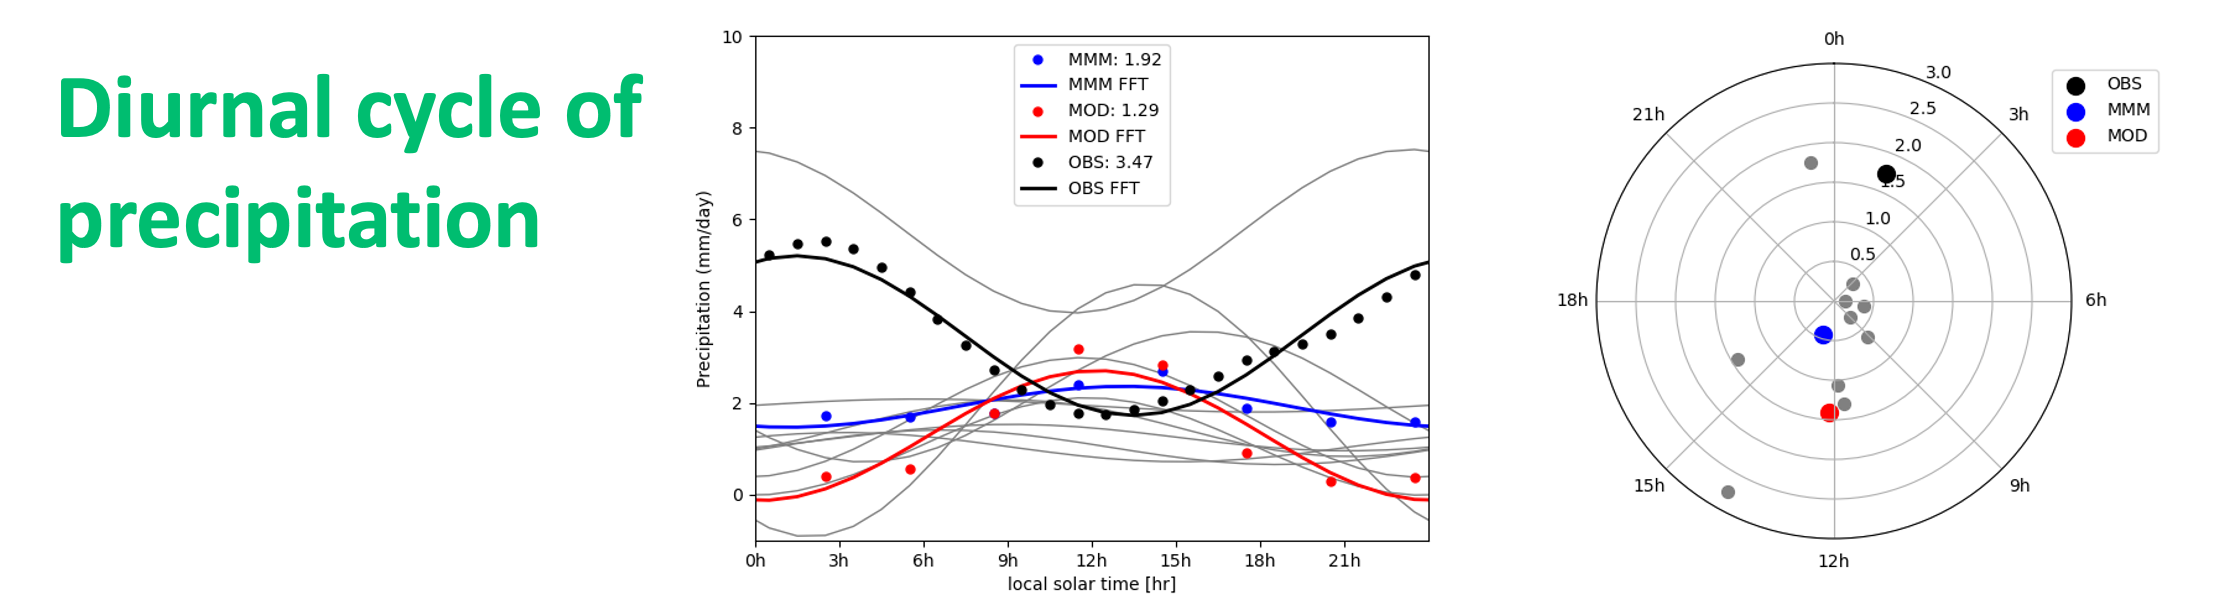 Diurnal cycle of
precipitation
10
8
6
4
2
0
Precipitation (mm/day)
MMM: 1.92
MMM FFT
MOD: 1.29
MOD FFT
OBS: 3.47
OBS FFT
0h 3h 6h 9h 12h 15h 18h 21h
local solar time [hr]
0h
3.0
2.5
21h 3h
2.0
1.5
1.0
0.5
18h 6h
15h 9h
12h
OBS
MMM
MOD